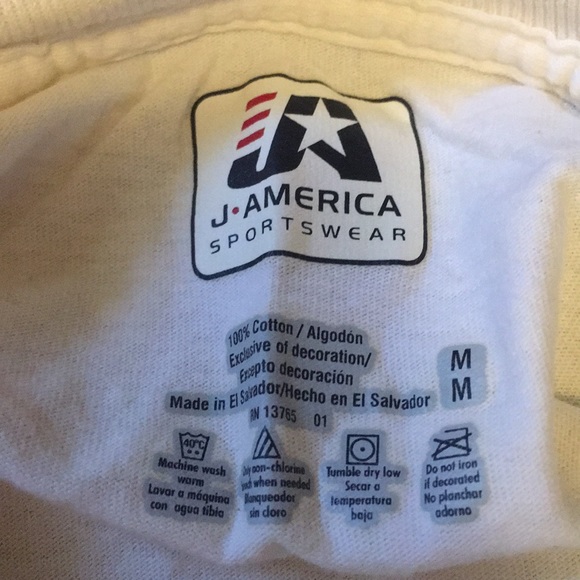 JA
J·AMERICA
SPORTSWEAR
100% Cotton / Algodón
Exclusive of decoration/
Excepto decoración
Made in El Salvador/Hecho en El Salvador
RN 13765 01
M
M
40°C
Machine wash
warm
Lavar a máquina
con agua tibia
Only non-chlorine
when needed
Blanqueador
sin cloro
Tumble dry low
Secar a
temperatura
baja
Do not iron
if decorated
No planchar
adorno